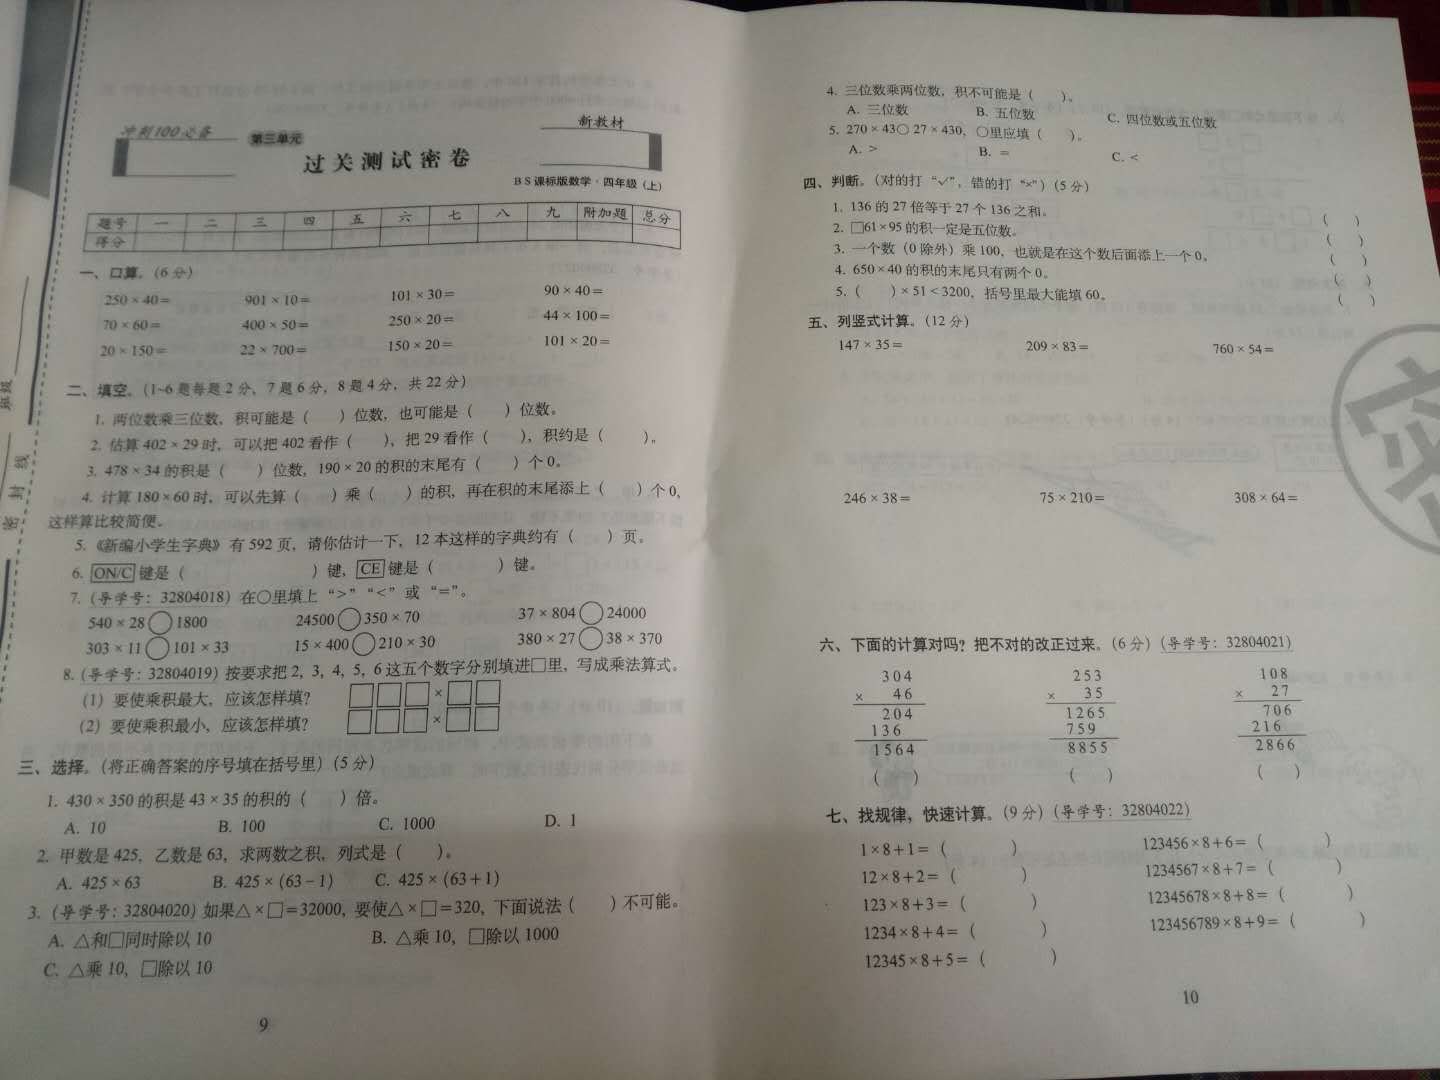 冲刺100必备
第三单元
新教材
过关测试密卷
BS课标版数学·四年级（上）
题号 一 二 三 四 五 六 七 八 九 附加题 总分
得分
一、口算。（6分）
250×40= 901×10= 101×30= 90×40=
70×60= 400×50= 250×20= 44×100=
20×150= 22×700= 150×20= 101×20=
二、填空。（1~6题每题2分，7题6分，8题4分，共22分）
1. 两位数乘三位数，积可能是（ ）位数，也可能是（ ）位数。
2. 估算402×29时，可以把402看作（ ），把29看作（ ），积约是（ ）。
3. 478×34的积是（ ）位数，190×20的积的末尾有（ ）个0。
4. 计算180×60时，可以先算（ ）乘（ ）的积，再在积的末尾添上（ ）个0，
这样算比较简便。
5.《新编小学生字典》有592页，请你估计一下，12本这样的字典约有（ ）页。
6. ON/C键是（ ）键，CE键是（ ）键。
7.（导学号：32804018）在○里填上“>”“<”或“=”。
540×28○1800 24500○350×70 37×804○24000
303×11○101×33 15×400○210×30 380×27○38×370
8.（导学号：32804019）按要求把2，3，4，5，6这五个数字分别填进□里，写成乘法算式。
（1）要使乘积最大，应该怎样填？ □□□×□□
（2）要使乘积最小，应该怎样填？ □□□×□□
三、选择。（将正确答案的序号填在括号里）（5分）
1. 430×350的积是43×35的积的（ ）倍。
A. 10 B. 100 C. 1000 D. 1
2. 甲数是425，乙数是63，求两数之积，列式是（ ）。
A. 425×63 B. 425×(63-1) C. 425×(63+1)
3.（导学号：32804020）如果△×□=32000，要使△×□=320，下面说法（ ）不可能。
A. △和□同时除以10 B. △乘10，□除以1000
C. △乘10，□除以10
9
班级
密 封 线
4. 三位数乘两位数，积不可能是（ ）。
A. 三位数 B. 五位数 C. 四位数或五位数
5. 270×43○27×430，○里应填（ ）。
A. > B. = C. <
四、判断。（对的打“√”，错的打“×”）（5分）
1. 136的27倍等于27个136之和。 （ ）
2. □61×95的积一定是五位数。 （ ）
3. 一个数（0除外）乘100，也就是在这个数后面添上一个0。 （ ）
4. 650×40的积的末尾只有两个0。 （ ）
5.（ ）×51<3200，括号里最大能填60。 （ ）
五、列竖式计算。（12分）
147×35= 209×83= 760×54=
246×38= 75×210= 308×64=
密
六、下面的计算对吗？把不对的改正过来。（6分）（导学号：32804021）
304 253 108
× 46 × 35 × 27
204 1265 706
136 759 216
1564 8855 2866
（ ） （ ） （ ）
七、找规律，快速计算。（9分）（导学号：32804022）
1×8+1=（ ） 123456×8+6=（ ）
12×8+2=（ ） 1234567×8+7=（ ）
123×8+3=（ ） 12345678×8+8=（ ）
1234×8+4=（ ） 123456789×8+9=（ ）
12345×8+5=（ ）
10